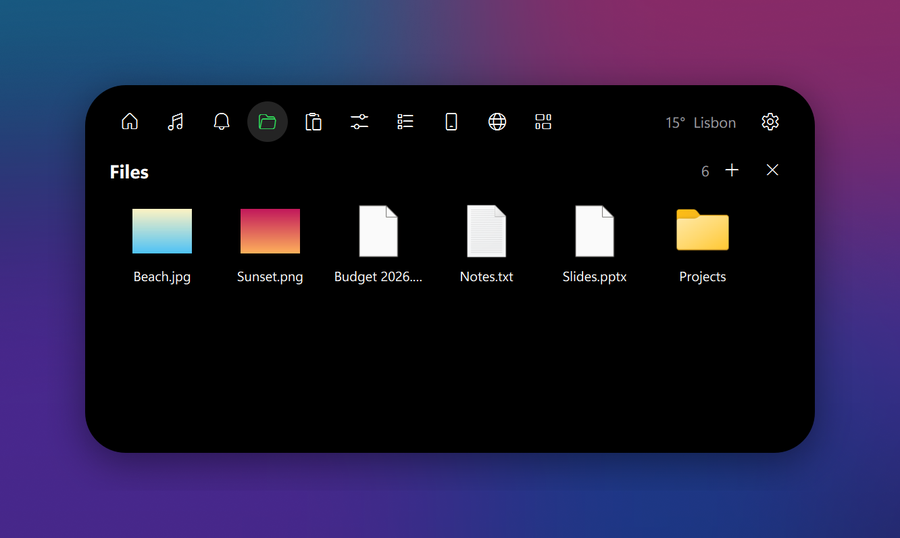 15° Lisbon
Files
6
Beach.jpg
Sunset.png
Budget 2026....
Notes.txt
Slides.pptx
Projects